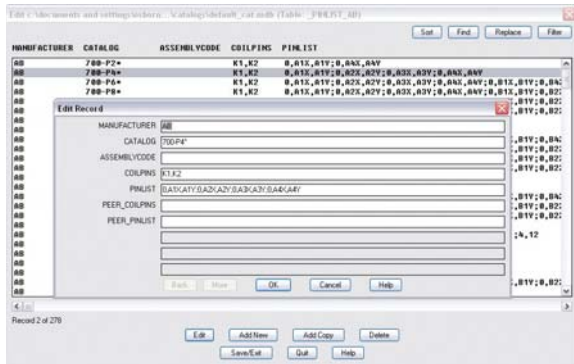 Edit c:\documents and settings\
(Table: _PINLIST_AB)
Sort Find Replace Filter
MANUFACTURER CATALOG ASSEMBLYCODE COILPINS PINLIST
AB 700-P2* K1,K2 0,A1X,A1Y;0,A4X,A4Y
AB 700-P4* K1,K2 0,A1X,A1Y;0,A2X,A2Y;0,A3X,A3Y;0,A4X,A4Y
AB 700-P6* K1,K2 0,A1X,A1Y;0,A2X,A2Y;0,A3X,A3Y;0,A4X,A4Y;0,B1X,B1Y;0,B4
AB 700-P8* K1,K2 0,A1X,A1Y;0,A2X,A2Y;0,A3X,A3Y;0,A4X,A4Y;0,B1X,B1Y;0,B2
AB
Edit Record
MANUFACTURER AB
CATALOG 700-P4*
ASSEMBLYCODE
COILPINS K1,K2
PINLIST 0,A1X,A1Y;0,A2X,A2Y;0,A3X,A3Y;0,A4X,A4Y
PEER_COILPINS
PEER_PINLIST
;4,12
Back More OK Cancel Help
Record 2 of 278
Edit Add New Add Copy Delete
Save/Exit Quit Help